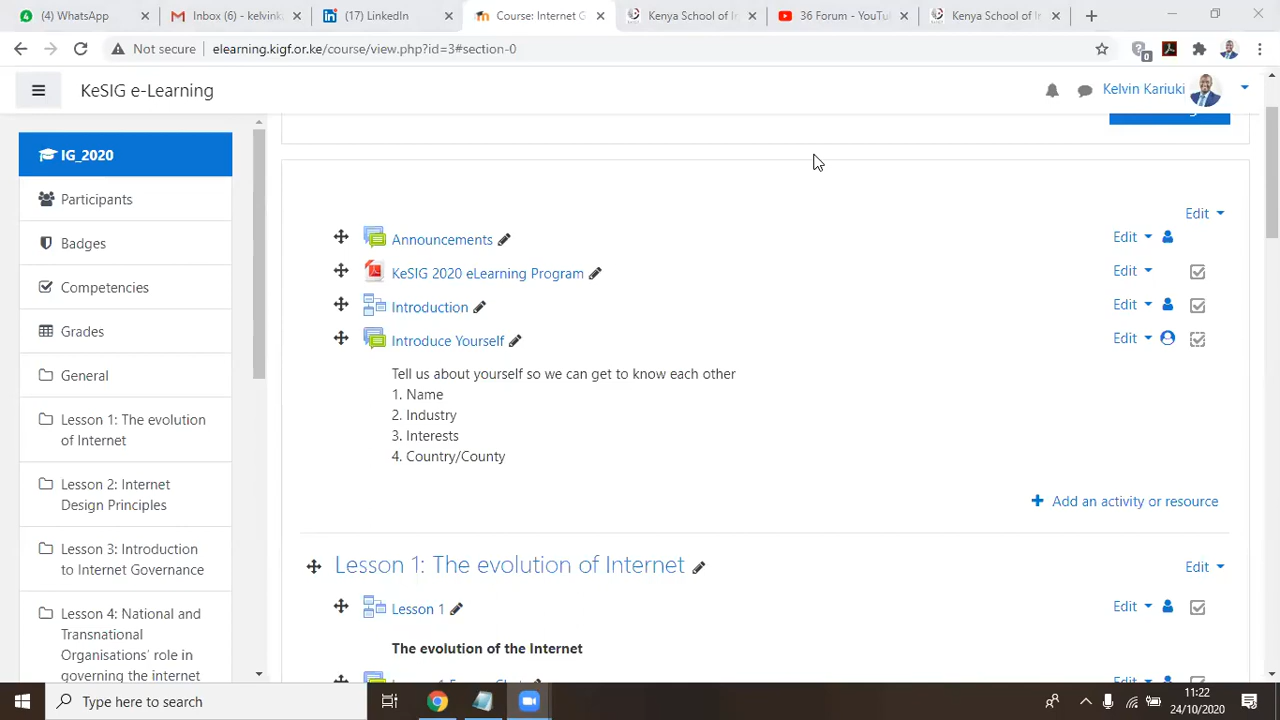 (4) WhatsApp
Inbox (6) - kelvink
(17) LinkedIn
Course: Internet G
Kenya School of I
36 Forum - YouTu
Kenya School of In
Not secure
elearning.kigf.or.ke/course/view.php?id=3#section-0
0
KeSIG e-Learning
Kelvin Kariuki
IG_2020
Participants
Badges
Competencies
Grades
General
Lesson 1: The evolution
of Internet
Lesson 2: Internet
Design Principles
Lesson 3: Introduction
to Internet Governance
Lesson 4: National and
Transnational
Organisations' role in
governing the internet
Edit
Announcements
Edit
KeSIG 2020 eLearning Program
Edit
Introduction
Edit
Introduce Yourself
Edit
Tell us about yourself so we can get to know each other
1. Name
2. Industry
3. Interests
4. Country/County
Add an activity or resource
Lesson 1: The evolution of Internet
Edit
Lesson 1
Edit
The evolution of the Internet
Edit
Type here to search
11:22
24/10/2020